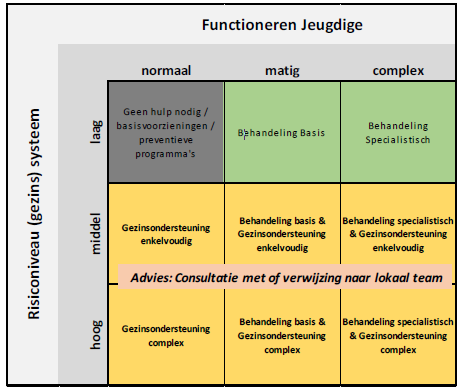 Functioneren Jeugdige
normaal
matig
complex
Risiconiveau (gezins) systeem
laag
Geen hulp nodig /
basisvoorzieningen /
preventieve
programma's
Behandeling Basis
Behandeling
Specialistisch
middel
Gezinsondersteuning
enkelvoudig
Behandeling basis &
Gezinsondersteuning
enkelvoudig
Behandeling specialistisch
& Gezinsondersteuning
enkelvoudig
Advies: Consultatie met of verwijzing naar lokaal team
hoog
Gezinsondersteuning
complex
Behandeling basis &
Gezinsondersteuning
complex
Behandeling specialistisch
& Gezinsondersteuning
complex